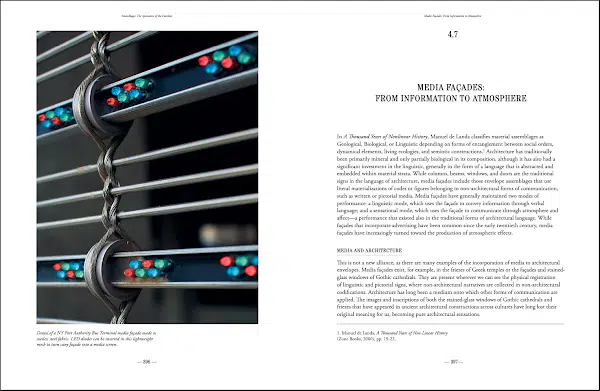 Assemblages: The Ignorance of the Envelope
Media Façades: From Information to Atmosphere
Detail of a NY Port Authority Bus Terminal media façade made in
stainless steel fabric. LED diodes can be inserted in this lightweight
mesh to turn any façade into a media screen.
— 206 —
4.7
MEDIA FAÇADES:
FROM INFORMATION TO ATMOSPHERE
In A Thousand Years of Nonlinear History, Manuel de Landa classifies material assemblages as
Geological, Biological, or Linguistic depending on forms of entanglement between social orders,
dynamical elements, living ecologies, and semiotic constructions.¹ Architecture has traditionally
been primarily mineral and only partially biological in its composition, although it has also had a
significant investment in the linguistic, generally in the form of a language that is abstracted and
embedded within material strata. While columns, beams, windows, and doors are the traditional
signs in the language of architecture, media façades include those envelope assemblages that use
literal materializations of codes or figures belonging to non-architectural forms of communication,
such as written or pictorial media. Media façades have generally maintained two modes of
performance: a linguistic mode, which uses the façade to convey information through verbal
language; and a sensational mode, which uses the façade to communicate through atmosphere and
affect—a performance that existed also in the traditional forms of architectural language. While
façades that incorporate advertising have been common since the early twentieth century, media
façades have increasingly turned toward the production of atmospheric effects.
MEDIA AND ARCHITECTURE
This is not a new alliance, as there are many examples of the incorporation of media to architectural
envelopes. Media façades exist, for example, in the friezes of Greek temples or the façades and stained-
glass windows of Gothic cathedrals. They are present wherever we can see the physical registration
of linguistic and pictorial signs, where non-architectural narratives are collected in non-architectural
codifications. Architecture has long been a medium onto which other forms of communication are
applied. The images and inscriptions of both the stained-glass windows of Gothic cathedrals and
friezes that have appeared in ancient architectural constructions across cultures have long lost their
original meaning for us, becoming pure architectural sensations.
1. Manuel de Landa, A Thousand Years of Non-Linear History
(Zone Books, 2000), pp. 19-22.
— 207 —